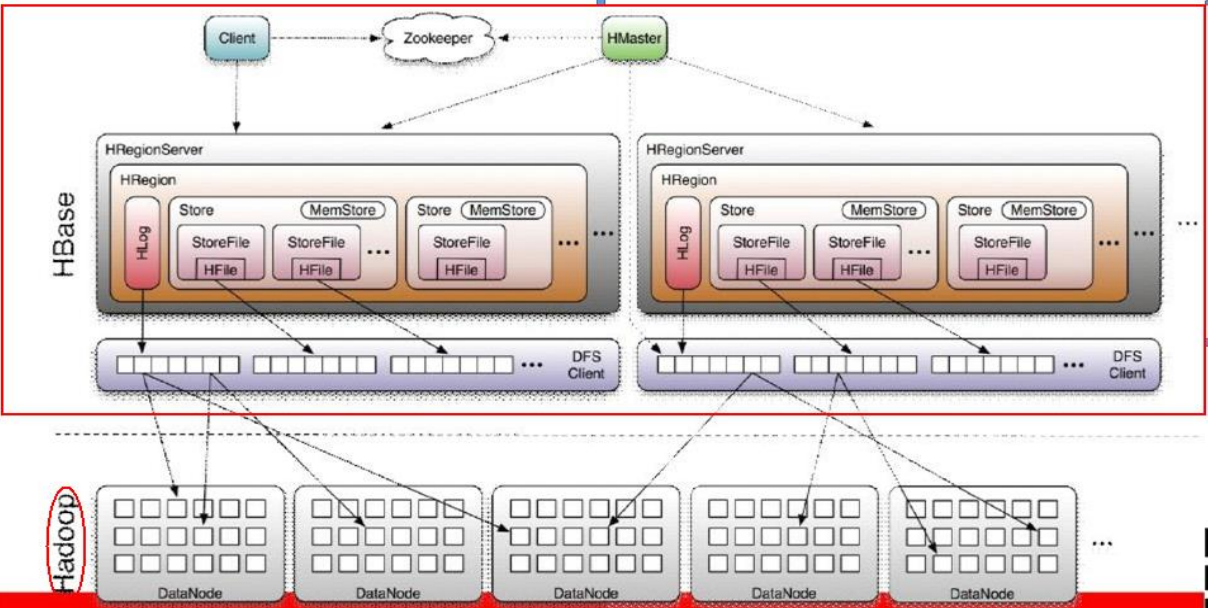 Client
Zookeeper
HMaster
HBase
HRegionServer
HRegion
HLog
Store
MemStore
StoreFile
HFile
StoreFile
HFile
...
Store
MemStore
StoreFile
HFile
...
...
HRegionServer
HRegion
HLog
Store
MemStore
StoreFile
HFile
StoreFile
HFile
...
Store
MemStore
StoreFile
HFile
...
...
...
...
DFS
Client
...
DFS
Client
Hadoop
DataNode
DataNode
DataNode
DataNode
DataNode
...